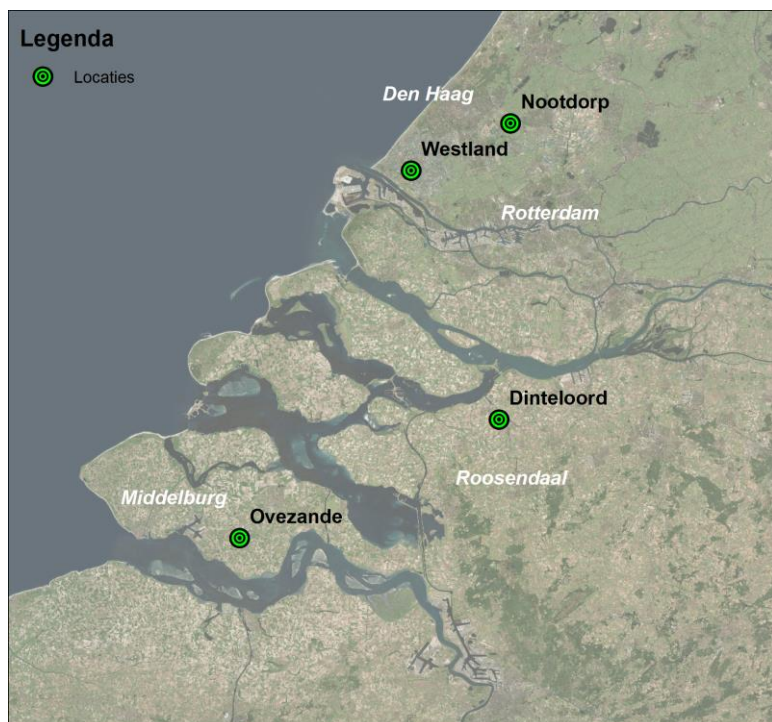 Legenda
Locaties
Den Haag
Nootdorp
Westland
Rotterdam
Dinteloord
Roosendaal
Middelburg
Ovezande